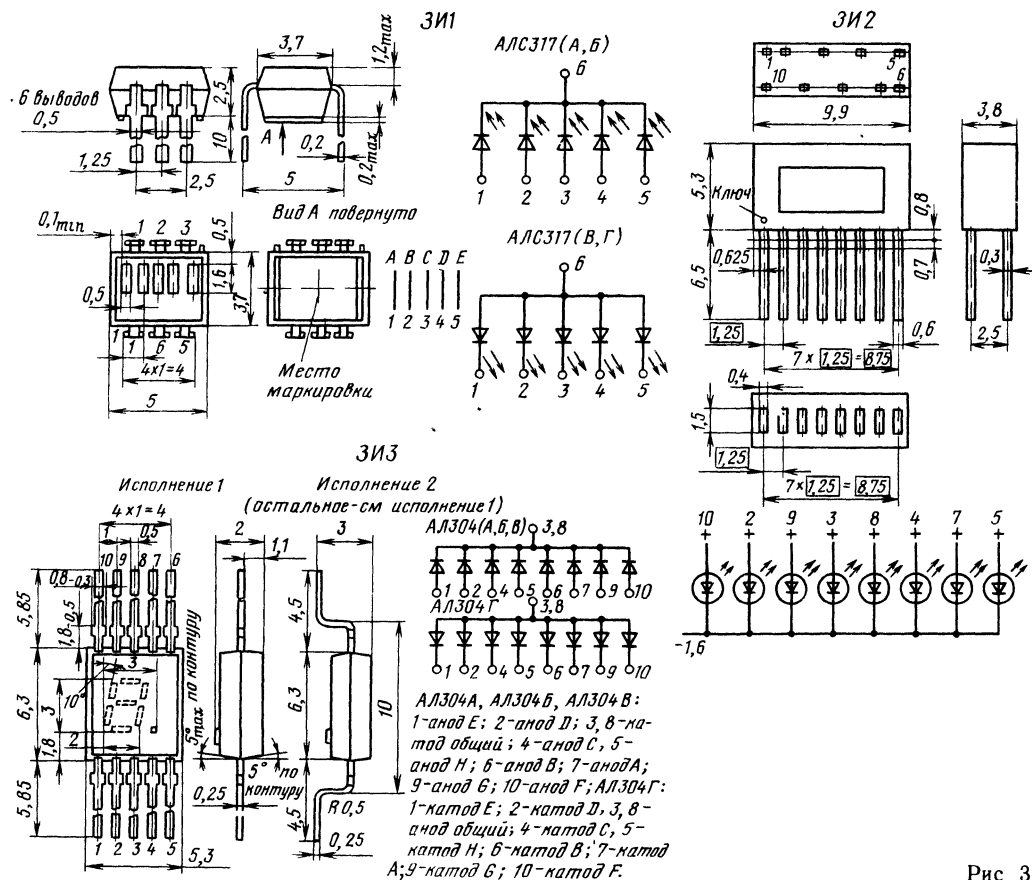 ЗИ1
3,7
1,2max
2,5
6 выводов
0,5
10
1,25
2,5
А
0,2
0,2max
5
0,1min
1 2 3
0,5
1,6
3,7
0,5
1
1 6 5
4×1=4
5
Вид А повернуто
A B C D E
1 2 3 4 5
Место
маркировки
АЛС317(А,Б)
6
1 2 3 4 5
АЛС317(В,Г)
6
1 2 3 4 5
ЗИ2
1 5
10 6
9,9
3,8
5,3
Ключ
0,8
0,7
0,625
6,5
0,3
1,25
0,6
2,5
7×1,25=8,75
0,4
1,5
1,25
7×1,25=8,75
10 2 9 3 8 4 7 5
+ + + + + + + +
-1,6
ЗИ3
Исполнение 1
4×1=4
1 0,5
10 9 8 7 6
0,8-0,3
5,85
1,8-0,5
3
10°
6,3
3
2
1,8
5,85
1 2 3 4 5
5,3
Исполнение 2
(остальное-см исполнение 1)
2
1,1
5°max по контуру
5° по
контуру
0,25
3
4,5
6,3
10
4,5
R 0,5
0,25
АЛ304(А,Б,В) 3,8
1 2 4 5 6 7 9 10
АЛ304Г 3,8
1 2 4 5 6 7 9 10
АЛ304А, АЛ304Б, АЛ304В:
1-анод E; 2-анод D; 3,8-ка-
тод общий; 4-анод C, 5-
анод H; 6-анод B; 7-анод A;
9-анод G; 10-анод F; АЛ304Г:
1-катод E; 2-катод D, 3,8-
анод общий; 4-катод C, 5-
катод H; 6-катод B; 7-катод
A; 9-катод G; 10-катод F.
Рис 3